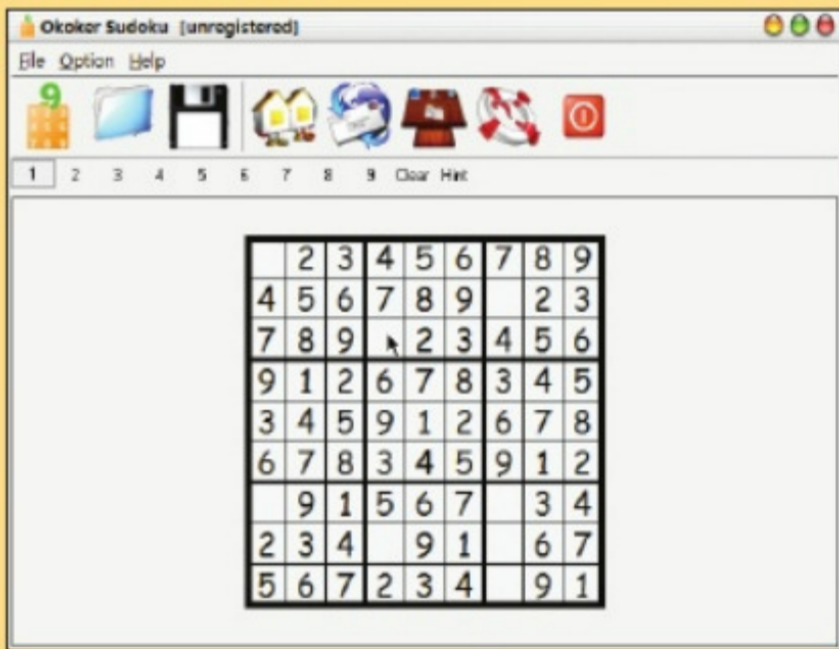 Okoker Sudoku [unregistered]
File Option Help
9
1 2 3 4 5 6 7 8 9 Clear Hint
2 3 4 5 6 7 8 9
4 5 6 7 8 9 2 3
7 8 9 2 3 4 5 6
9 1 2 6 7 8 3 4 5
3 4 5 9 1 2 6 7 8
6 7 8 3 4 5 9 1 2
9 1 5 6 7 3 4
2 3 4 9 1 6 7
5 6 7 2 3 4 9 1